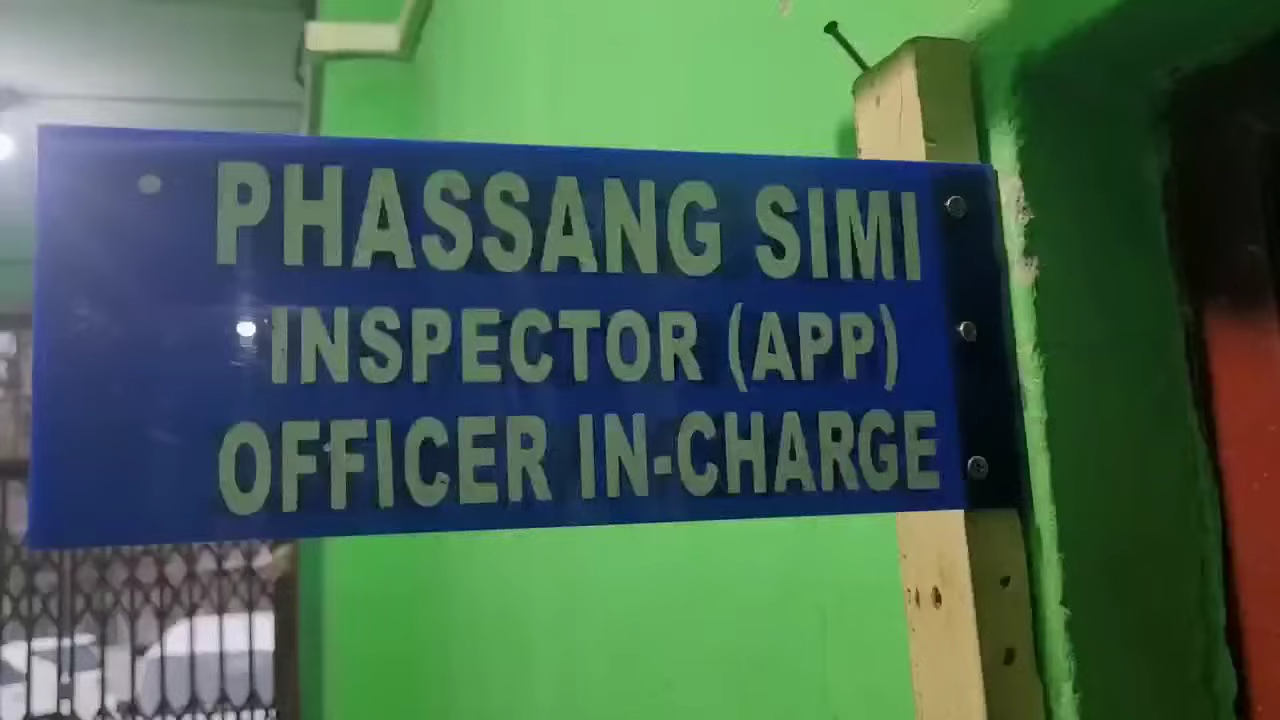 PHASSANG SIMI
INSPECTOR (APP)
OFFICER IN-CHARGE